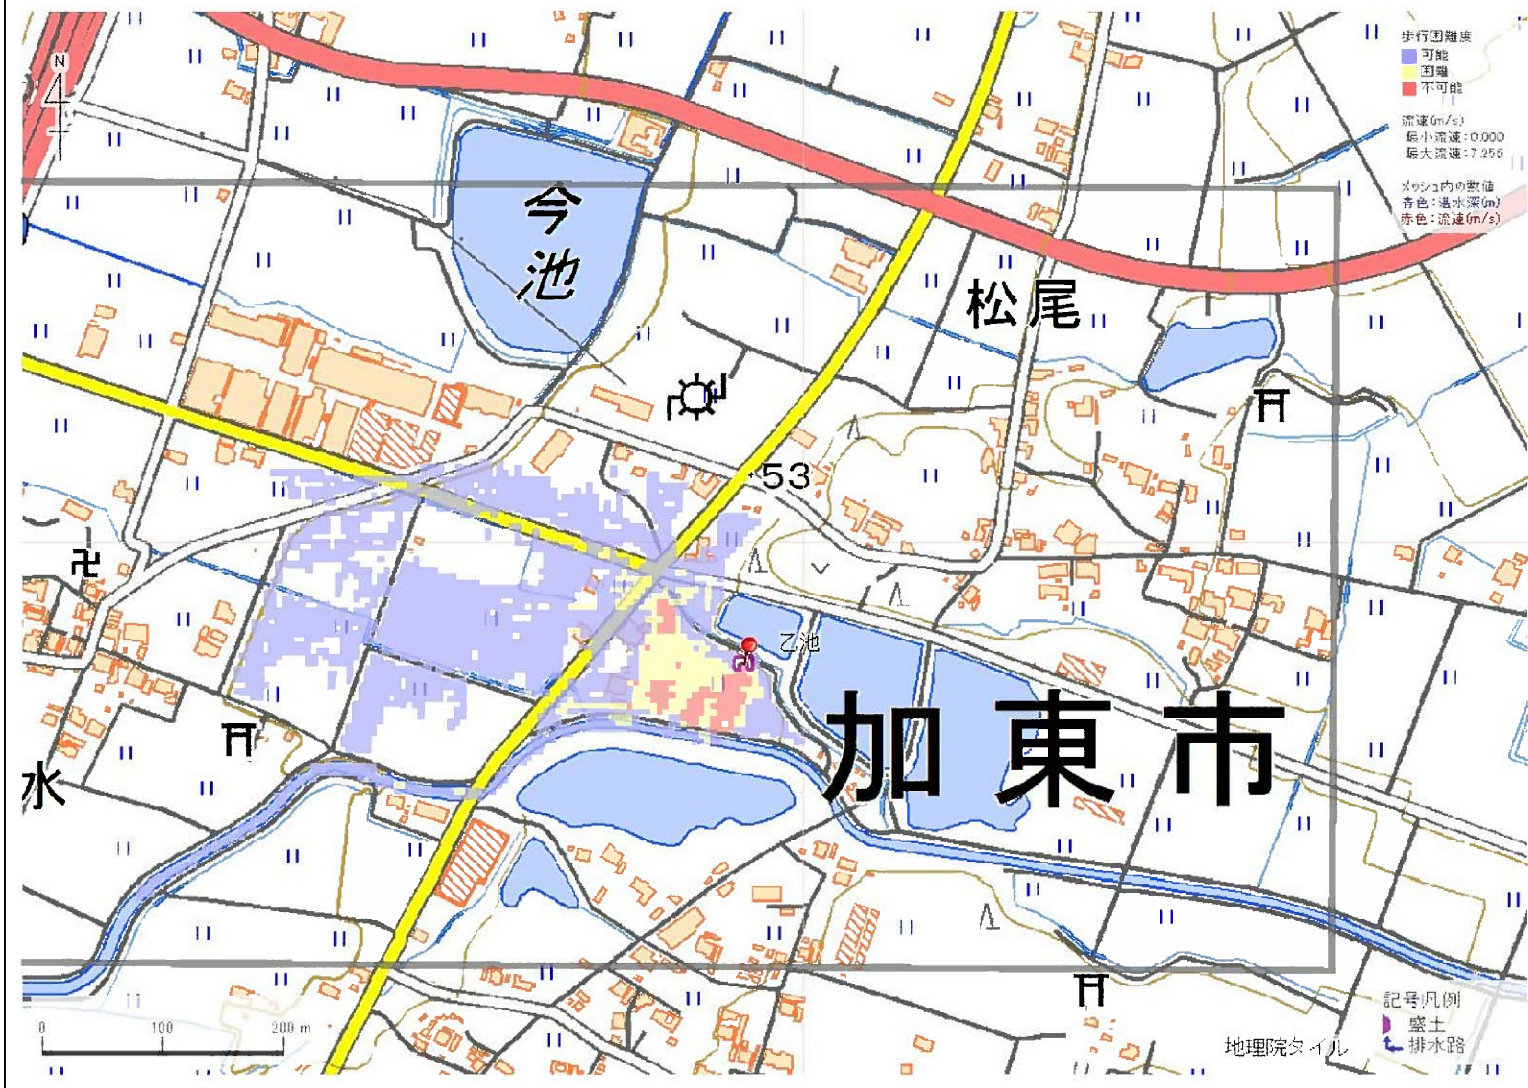 N
歩行困難度
可能
困難
不可能
流速(m/s)
最小流速:0.000
最大流速:7.256
メッシュ内の数値
青色:浸水深(m)
赤色:流速(m/s)
今
池
松尾
53
乙池
加東市
水
0 100 200 m
記号凡例
盛土
排水路
地理院タイル